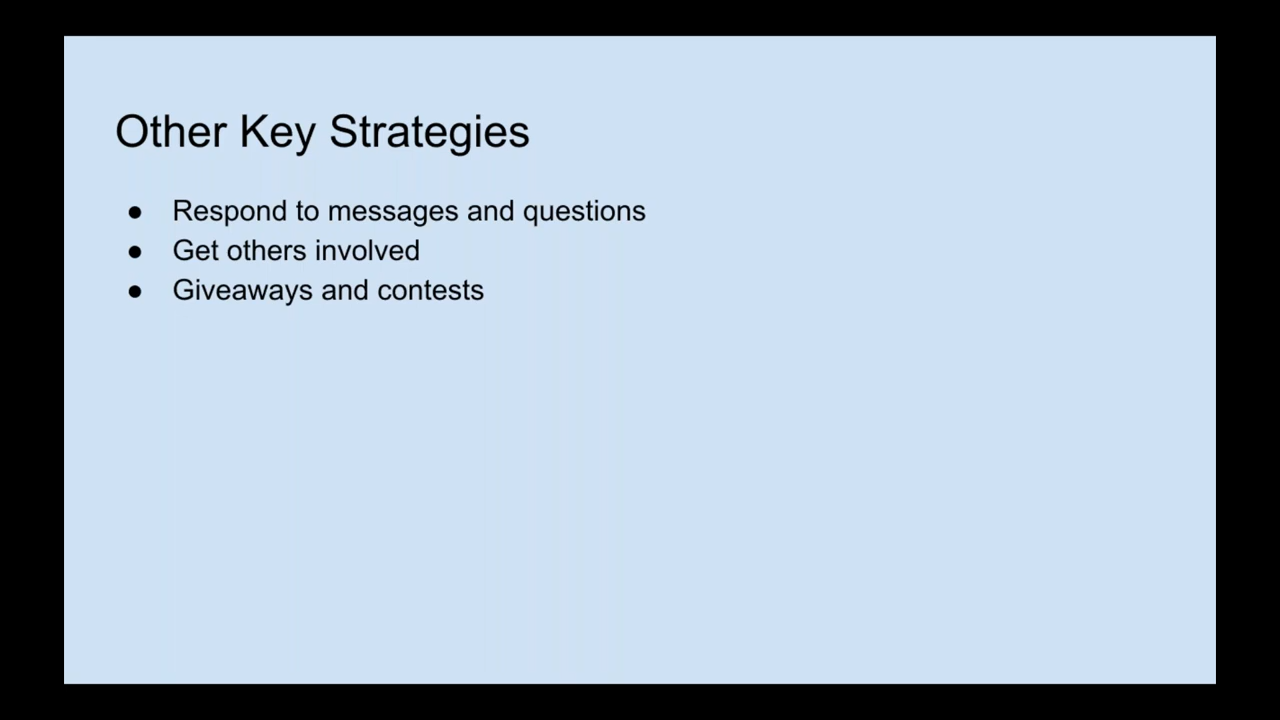 Other Key Strategies
● Respond to messages and questions
● Get others involved
● Giveaways and contests